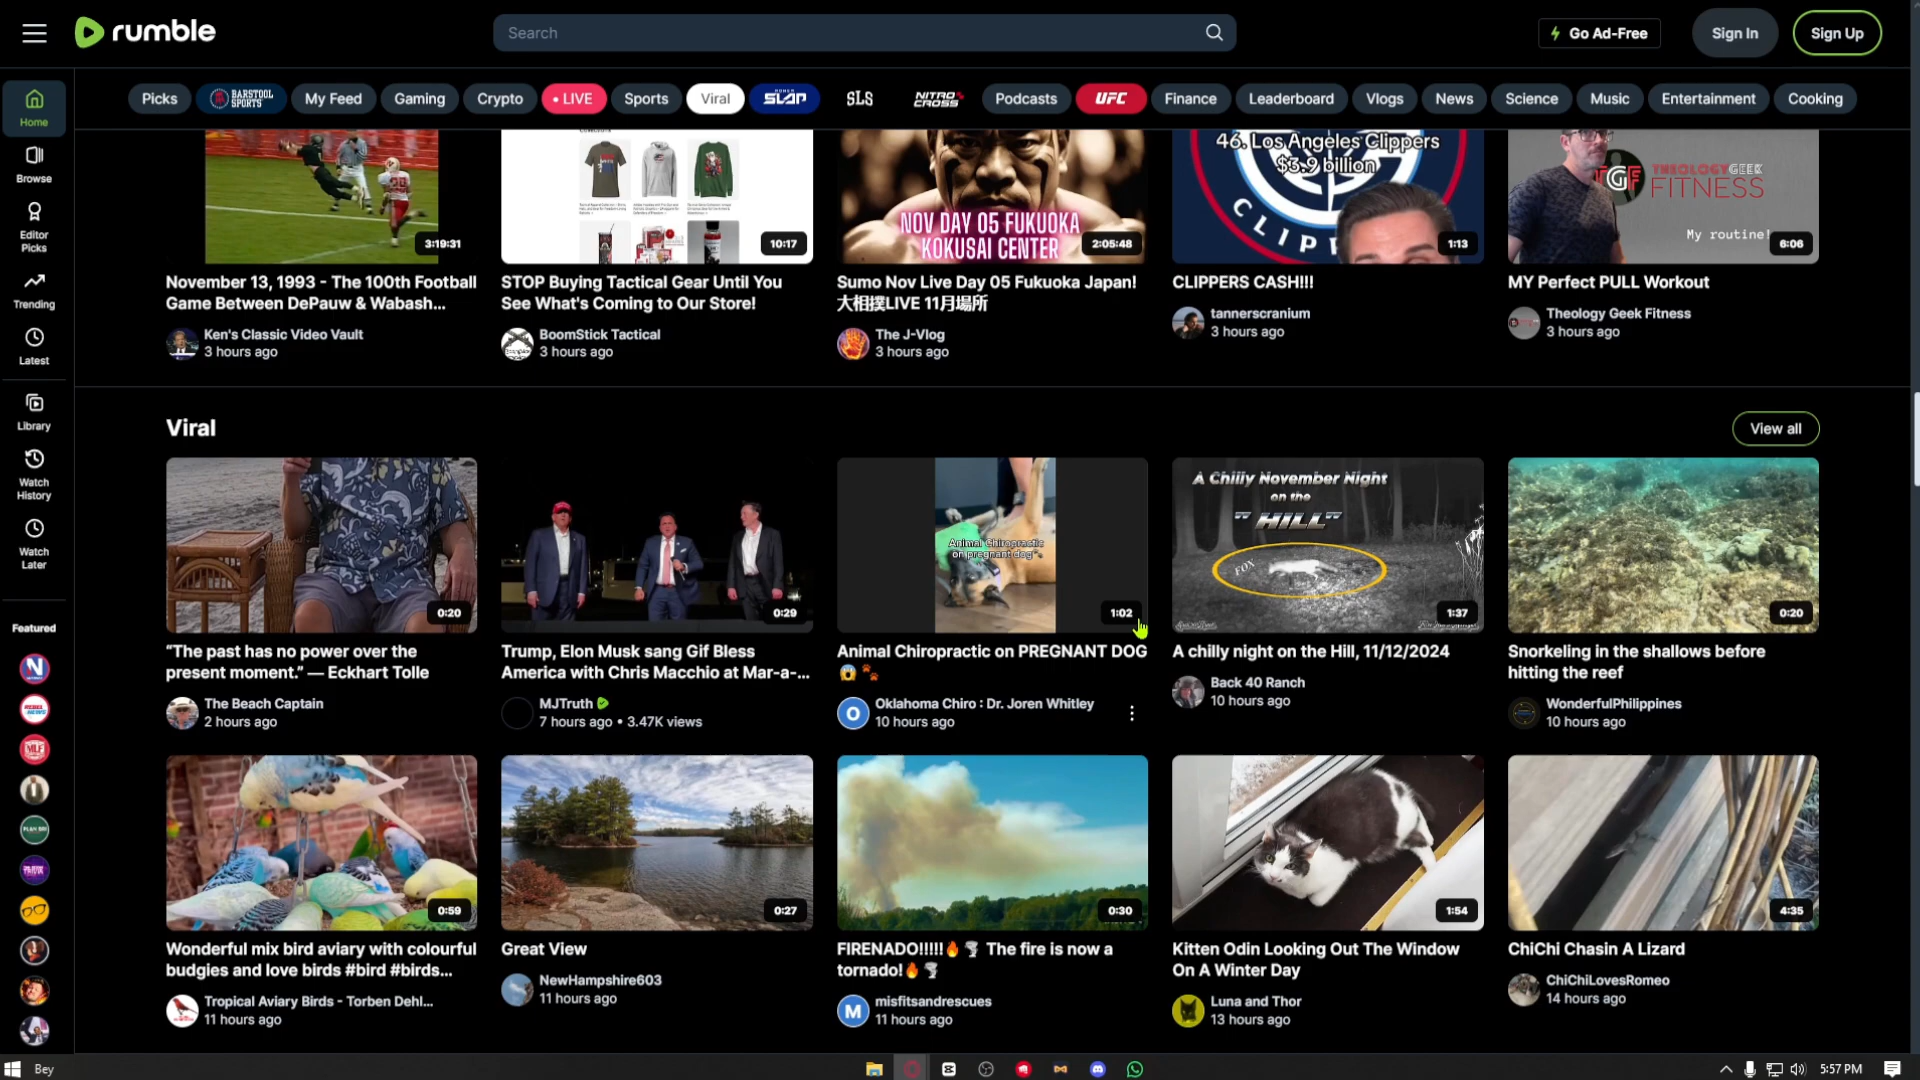 rumble
Search
Go Ad-Free
Sign In
Sign Up
Picks
BARSTOOL
SPORTS
My Feed
Gaming
Crypto
• LIVE
Sports
Viral
POWER
SLAP
SLS
NITRO
CROSS
Podcasts
UFC
Finance
Leaderboard
Vlogs
News
Science
Music
Entertainment
Cooking
Home
Browse
Editor
Picks
Trending
Latest
Library
Watch
History
Watch
Later
Featured
3:19:31
10:17
NOV DAY 05 FUKUOKA
KOKUSAI CENTER
2:05:48
46. Los Angeles Clippers
$3.9 billion
CLIP
1:13
TGF
THEOLOGYGEEK
FITNESS
My routine!
6:06
November 13, 1993 - The 100th Football
Game Between DePauw & Wabash...
Ken's Classic Video Vault
3 hours ago
STOP Buying Tactical Gear Until You
See What's Coming to Our Store!
BoomStick Tactical
3 hours ago
Sumo Nov Live Day 05 Fukuoka Japan!
大相撲LIVE 11月場所
The J-Vlog
3 hours ago
CLIPPERS CASH!!!
tannerscranium
3 hours ago
MY Perfect PULL Workout
Theology Geek Fitness
3 hours ago
Viral
View all
0:20
0:29
Animal Chiropractic
on pregnant dog
1:02
A Chilly November Night
on the
"HILL"
FOX
1:37
0:20
“The past has no power over the
present moment.” — Eckhart Tolle
The Beach Captain
2 hours ago
Trump, Elon Musk sang Gif Bless
America with Chris Macchio at Mar-a-...
MJTruth
7 hours ago • 3.47K views
Animal Chiropractic on PREGNANT DOG
😱🐾
O
Oklahoma Chiro : Dr. Joren Whitley
10 hours ago
A chilly night on the Hill, 11/12/2024
Back 40 Ranch
10 hours ago
Snorkeling in the shallows before
hitting the reef
WonderfulPhilippines
10 hours ago
0:59
0:27
0:30
1:54
4:35
Wonderful mix bird aviary with colourful
budgies and love birds #bird #birds...
Tropical Aviary Birds - Torben Dehl...
11 hours ago
Great View
NewHampshire603
11 hours ago
FIRENADO!!!!!🔥🌪 The fire is now a
tornado!🔥🌪
M
misfitsandrescues
11 hours ago
Kitten Odin Looking Out The Window
On A Winter Day
Luna and Thor
13 hours ago
ChiChi Chasin A Lizard
ChiChiLovesRomeo
14 hours ago
Bey
5:57 PM